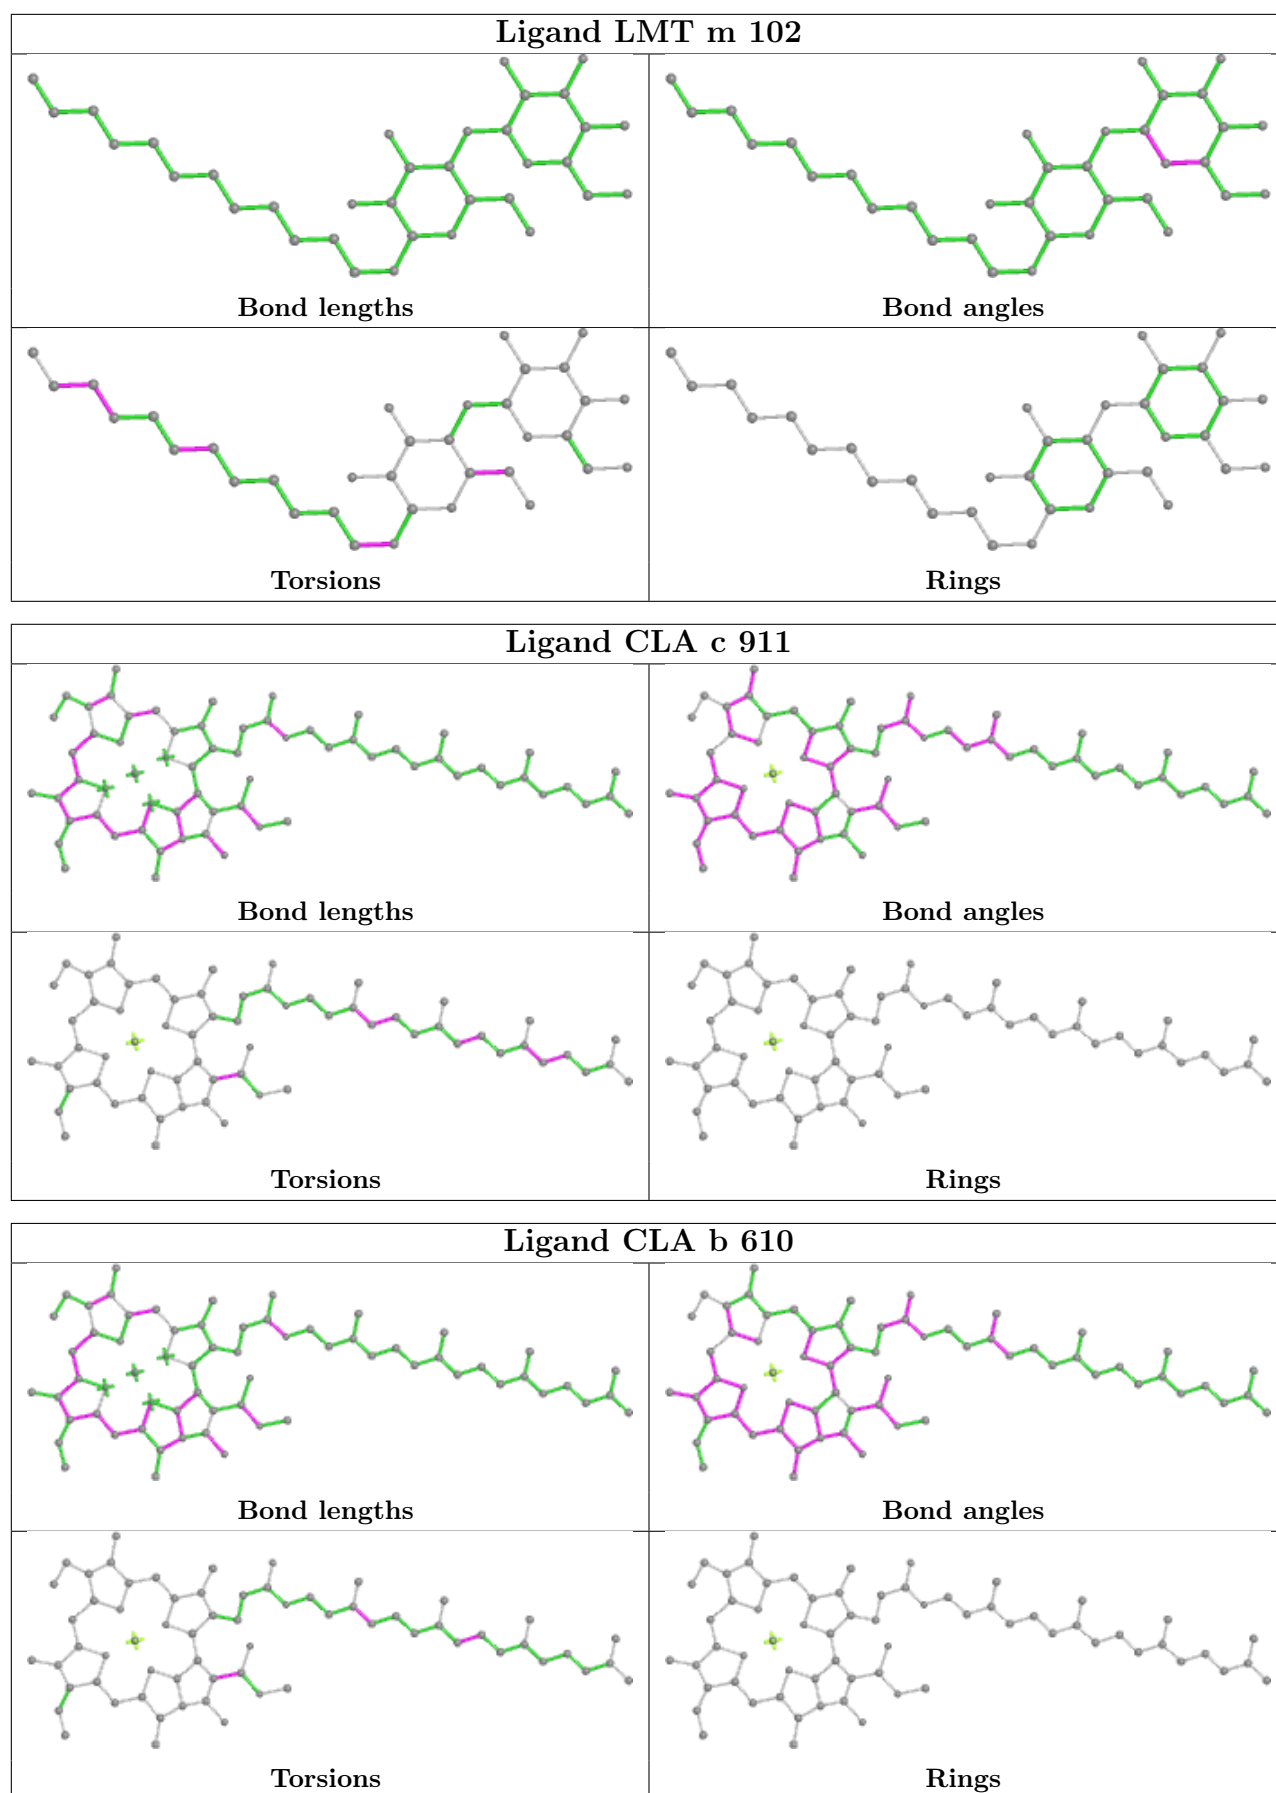 Ligand LMT m 102
Bond lengths
Bond angles
Torsions
Rings
Ligand CLA c 911
Bond lengths
Bond angles
Torsions
Rings
Ligand CLA b 610
Bond lengths
Bond angles
Torsions
Rings